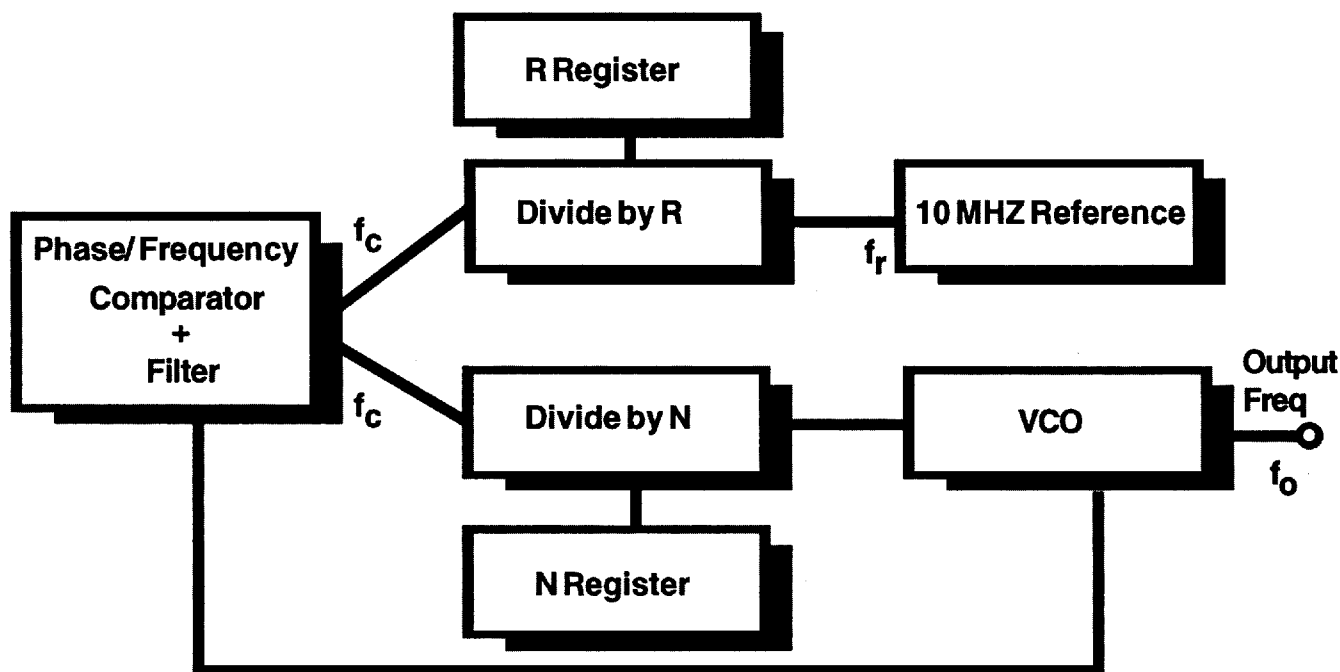 R Register
Divide by R
10 MHZ Reference
f_c
f_r
Phase/ Frequency
Comparator
+
Filter
f_c
Divide by N
VCO
Output
Freq
f_o
N Register